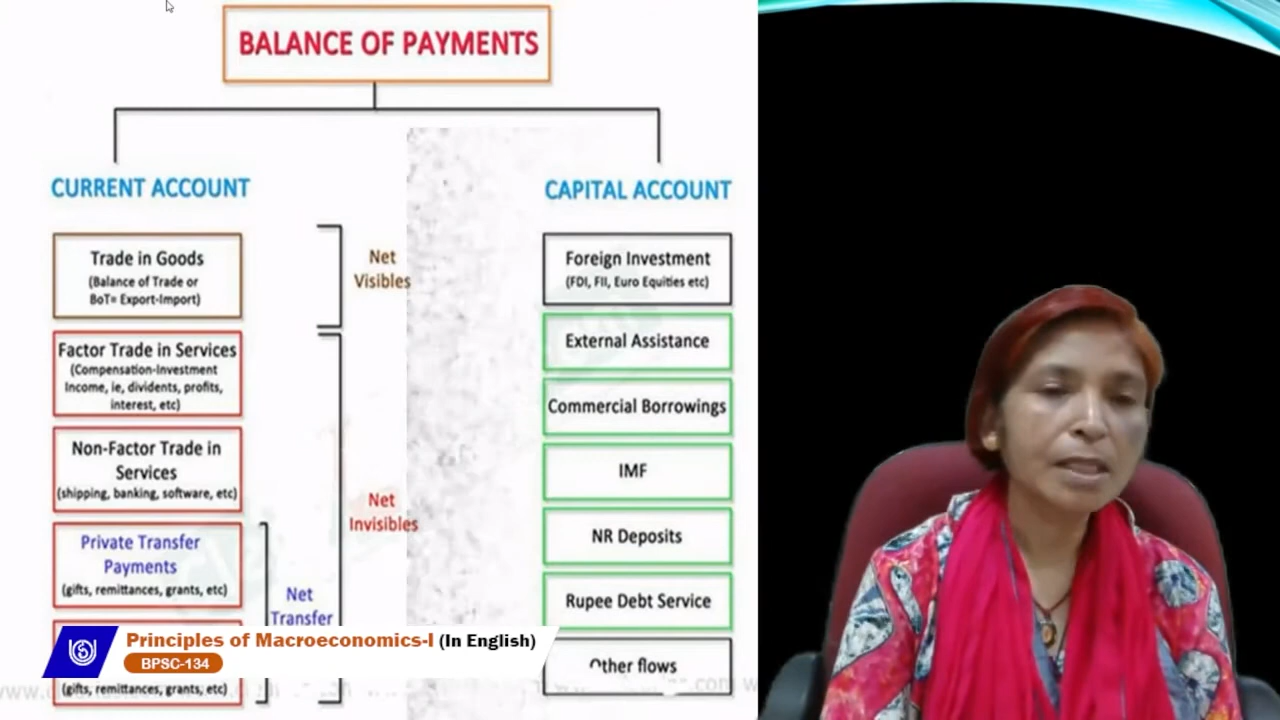 BALANCE OF PAYMENTS
CURRENT ACCOUNT
Trade in Goods
(Balance of Trade or
BoT= Export-Import)
Factor Trade in Services
(Compensation-Investment
Income, ie, dividents, profits,
interest, etc)
Non-Factor Trade in
Services
(shipping, banking, software, etc)
Private Transfer
Payments
(gifts, remittances, grants, etc)
(gifts, remittances, grants, etc)
Net
Visibles
Net
Invisibles
Net
Transfer
CAPITAL ACCOUNT
Foreign Investment
(FDI, FII, Euro Equities etc)
External Assistance
Commercial Borrowings
IMF
NR Deposits
Rupee Debt Service
Other flows
Principles of Macroeconomics-I (In English)
BPSC-134